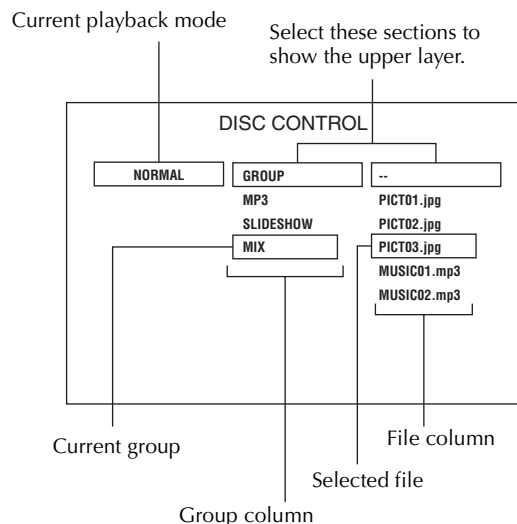 Current playback mode
Select these sections to
show the upper layer.
DISC CONTROL
NORMAL
GROUP
--
MP3
PICT01.jpg
SLIDESHOW
PICT02.jpg
MIX
PICT03.jpg
MUSIC01.mp3
MUSIC02.mp3
Current group
File column
Selected file
Group column